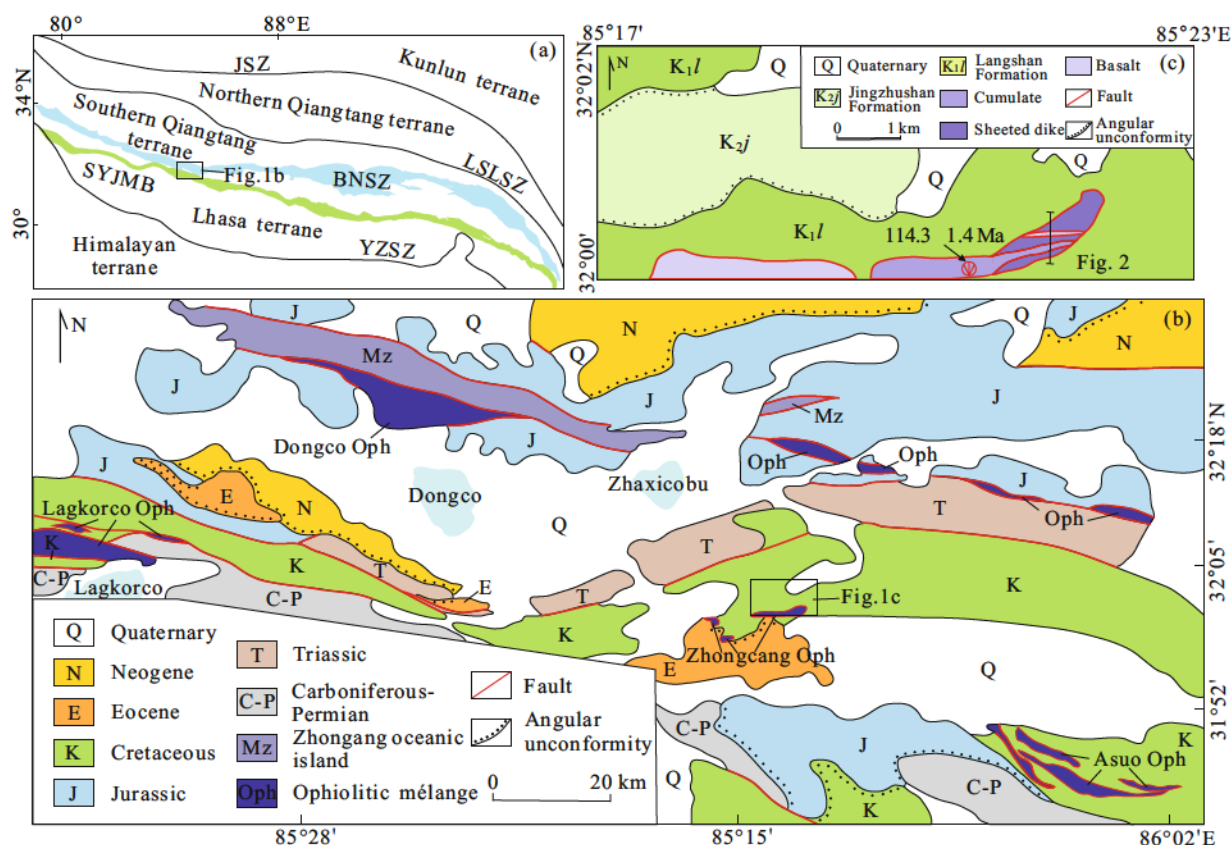 80°
88°E
(a)
34°N
30°
JSZ
Kunlun terrane
Northern Qiangtang terrane
Southern Qiangtang
terrane
LSLSZ
Fig.1b
BNSZ
SYJMB
Lhasa terrane
Himalayan
terrane
YZSZ
85°17'
85°23'E
32°02'N
32°00'
N
K₁l
Q
(c)
Q
Quaternary
K₁l
Langshan
Formation
Basalt
K₂j
Jingzhushan
Formation
Cumulate
Fault
0
1 km
Sheeted dike
Angular
unconformity
K₂j
Q
Q
K₁l
114.3
1.4 Ma
Fig. 2
(b)
N
J
Q
N
J
Q
N
Mz
Q
J
J
J
Mz
Dongco Oph
J
Oph
Oph
32°18'N
J
E
N
Dongco
Zhaxicobu
J
T
Oph
Lagkorco Oph
Q
K
K
T
T
32°05'
C-P
Lagkorco
C-P
E
T
K
K
Fig.1c
Zhongcang Oph
E
Q
31°52'
C-P
J
K
Asuo Oph
Q
C-P
K
Q
Quaternary
N
Neogene
E
Eocene
K
Cretaceous
J
Jurassic
T
Triassic
C-P
Carboniferous-
Permian
Mz
Zhongang oceanic
island
Oph
Ophiolitic mélange
Fault
Angular
unconformity
0
20 km
85°28'
85°15'
86°02'E